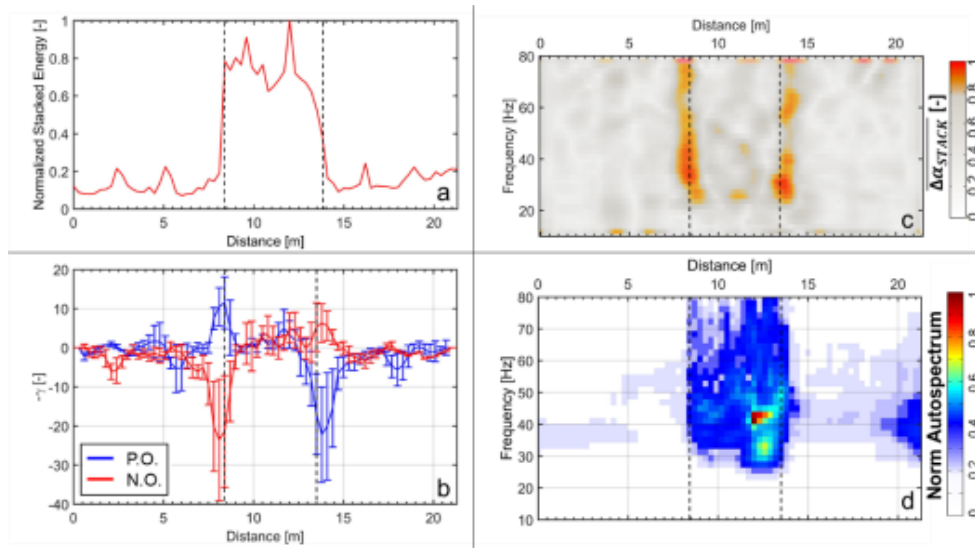 Normalized Stacked Energy [-]
1
0.8
0.6
0.4
0.2
0
0 5 10 15 20
Distance [m]
a
Distance [m]
0 5 10 15 20
Frequency [Hz]
80
60
40
20
c
0 0.2 0.4 0.6 0.8 1
Δα_STACK [-]
-γ [-]
20
10
0
-10
-20
-30
-40
P.O.
N.O.
b
0 5 10 15 20
Distance [m]
Distance [m]
0 5 10 15 20
Frequency [Hz]
80
70
60
50
40
30
20
10
d
0 0.2 0.4 0.6 0.8 1
Norm Autospectrum